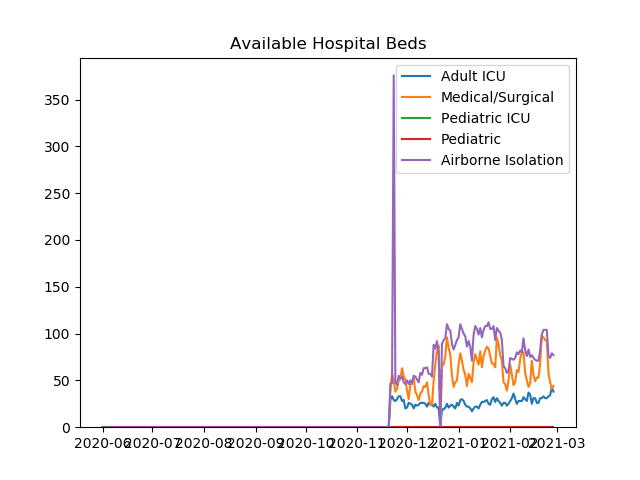 Available Hospital Beds
Adult ICU
Medical/Surgical
Pediatric ICU
Pediatric
Airborne Isolation
350
300
250
200
150
100
50
0
2020-06 2020-07 2020-08 2020-09 2020-10 2020-11 2020-12 2021-01 2021-02 2021-03